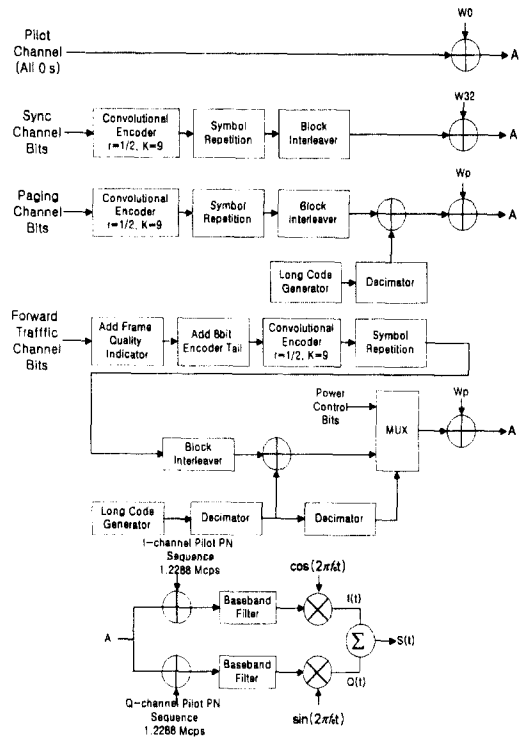 W0
Pilot
Channel
(All 0 s)
A
W32
Sync
Channel
Bits
Convolutional
Encoder
r=1/2, K=9
Symbol
Repetition
Block
Interleaver
A
Wp
Paging
Channel
Bits
Convolutional
Encoder
r=1/2, K=9
Symbol
Repetition
Block
Interleaver
A
Long Code
Generator
Decimator
Forward
Trafffic
Channel
Bits
Add Frame
Quality
Indicator
Add 8bit
Encoder Tail
Convolutional
Encoder
r=1/2, K=9
Symbol
Repetition
Power
Control
Bits
MUX
Wp
A
Block
Interleaver
Long Code
Generator
Decimator
Decimator
I-channel Pilot PN
Sequence
1.2288 Mcps
cos(2πfct)
A
Baseband
Filter
I(t)
Σ
S(t)
Baseband
Filter
Q(t)
Q-channel Pilot PN
Sequence
1.2288 Mcps
sin(2πfct)